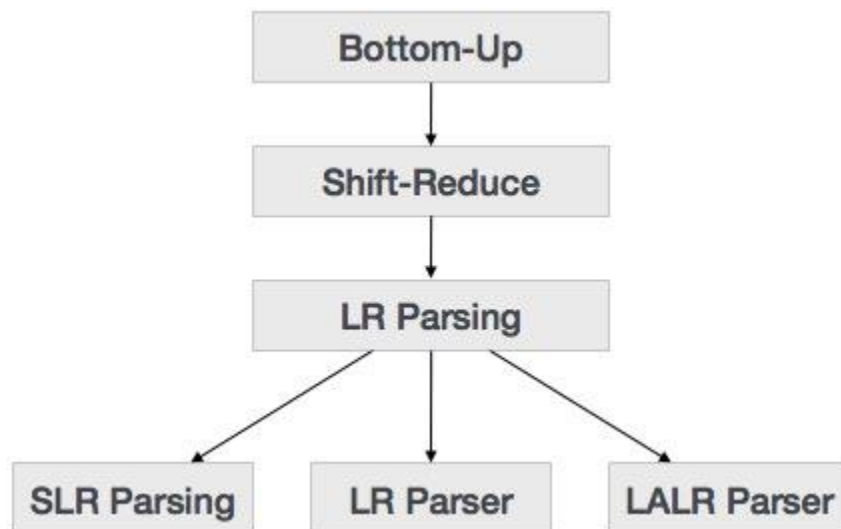 Bottom-Up
Shift-Reduce
LR Parsing
SLR Parsing
LR Parser
LALR Parser